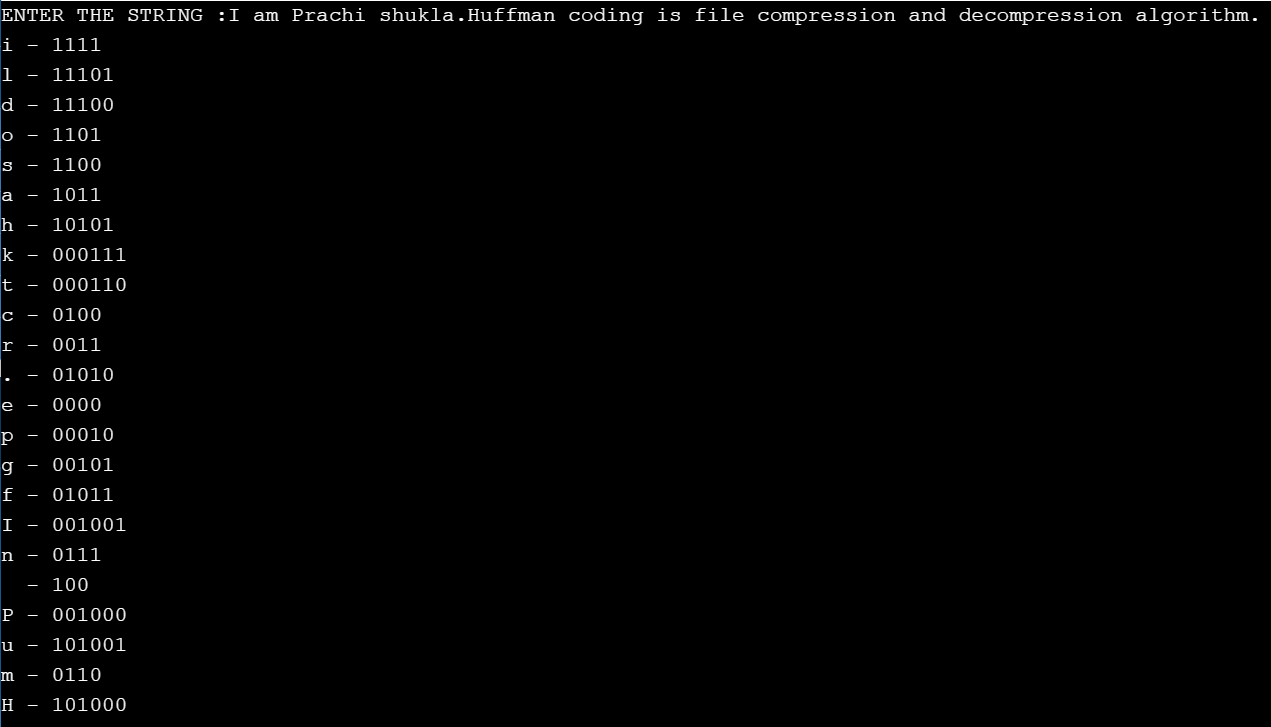 ENTER THE STRING :I am Prachi shukla.Huffman coding is file compression and decompression algorithm.
i - 1111
l - 11101
d - 11100
o - 1101
s - 1100
a - 1011
h - 10101
k - 000111
t - 000110
c - 0100
r - 0011
. - 01010
e - 0000
p - 00010
g - 00101
f - 01011
I - 001001
n - 0111
  - 100
P - 001000
u - 101001
m - 0110
H - 101000